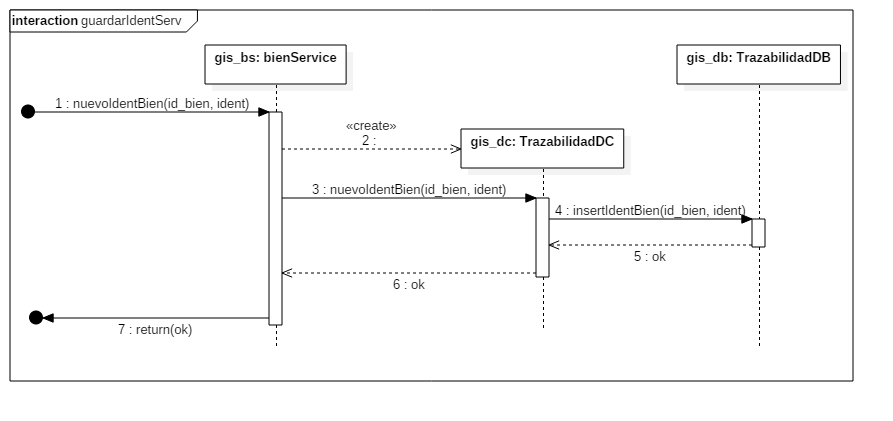 interaction guardarIdentServ
gis_bs: bienService
gis_db: TrazabilidadDB
1 : nuevoIdentBien(id_bien, ident)
«create»
2 :
gis_dc: TrazabilidadDC
3 : nuevoIdentBien(id_bien, ident)
4 : insertIdentBien(id_bien, ident)
5 : ok
6 : ok
7 : return(ok)